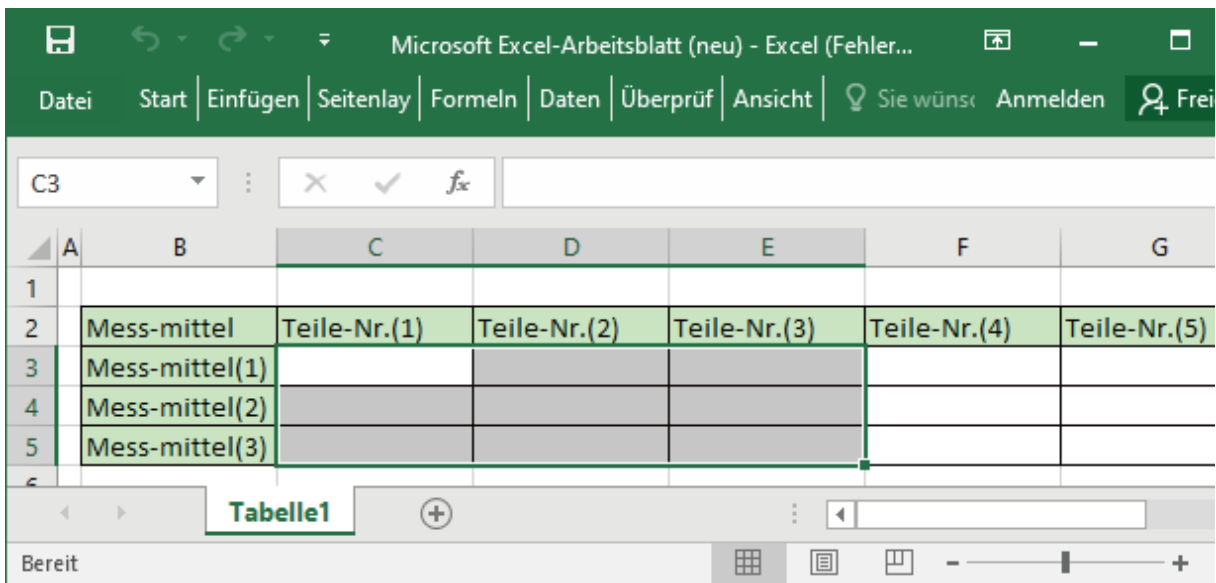 Microsoft Excel-Arbeitsblatt (neu) - Excel (Fehler...
Datei Start Einfügen Seitenlay Formeln Daten Überprüf Ansicht Sie wünsc Anmelden Frei
C3 fx
A B C D E F G
1
2 Mess-mittel Teile-Nr.(1) Teile-Nr.(2) Teile-Nr.(3) Teile-Nr.(4) Teile-Nr.(5)
3 Mess-mittel(1)
4 Mess-mittel(2)
5 Mess-mittel(3)
6
Tabelle1
Bereit